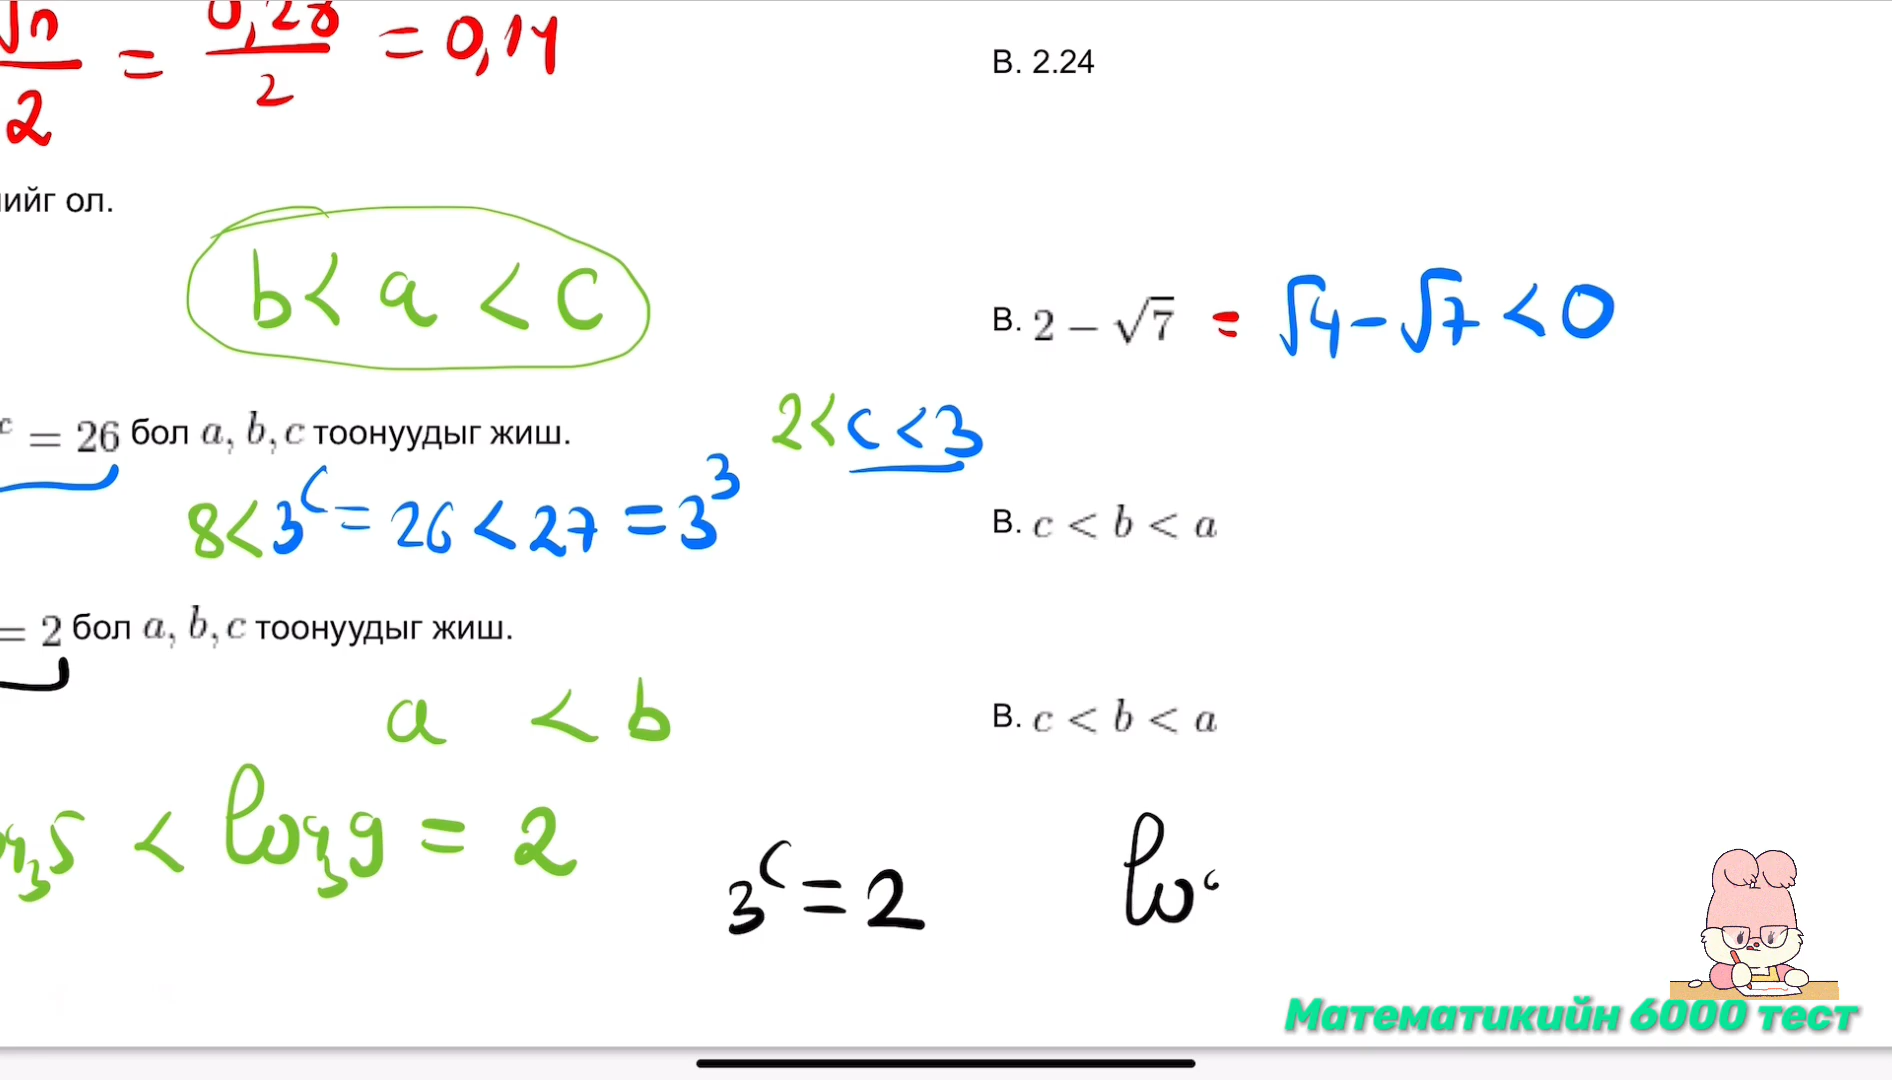 √n/2 = 0,28/2 = 0,14
B. 2.24
ийг ол.
b < a < c
B. 2 − √7 = √4 − √7 < 0
c = 26 бол a, b, c тоонуудыг жиш.
2 < c < 3
8 < 3^c = 26 < 27 = 3^3
B. c < b < a
= 2 бол a, b, c тоонуудыг жиш.
a < b
B. c < b < a
5 < log₃9 = 2
3^c = 2
lo
Математикийн 6000 тест